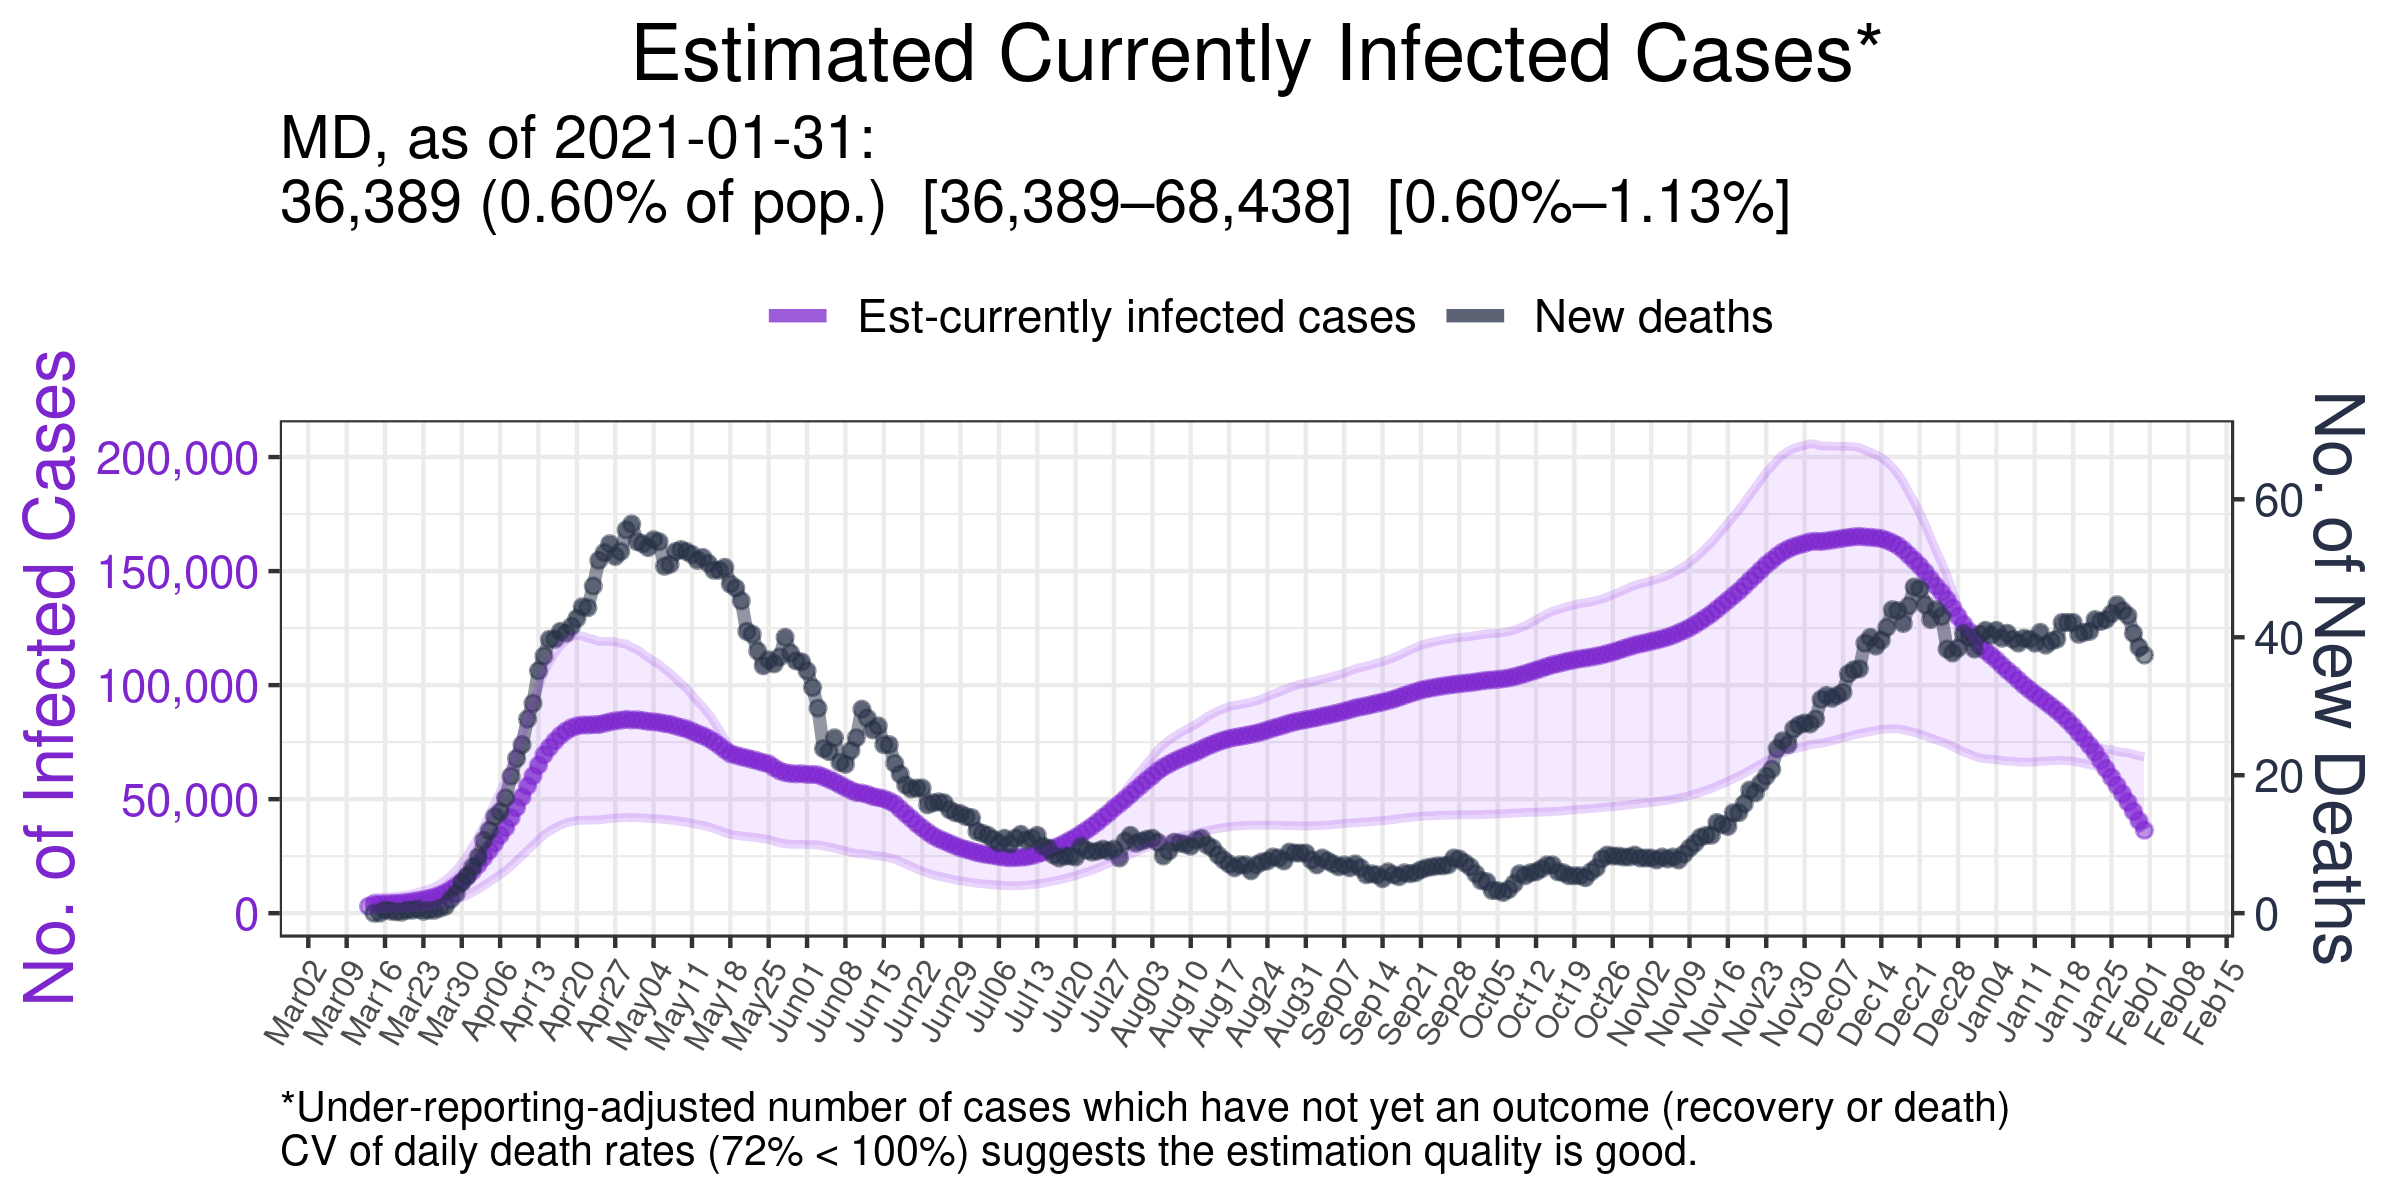 Estimated Currently Infected Cases*
MD, as of 2021-01-31:
36,389 (0.60% of pop.) [36,389–68,438] [0.60%–1.13%]
Est-currently infected cases
New deaths
No. of Infected Cases
200,000
150,000
100,000
50,000
0
60
40
20
0
No. of New Deaths
Mar02
Mar09
Mar16
Mar23
Mar30
Apr06
Apr13
Apr20
Apr27
May04
May11
May18
May25
Jun01
Jun08
Jun15
Jun22
Jun29
Jul06
Jul13
Jul20
Jul27
Aug03
Aug10
Aug17
Aug24
Aug31
Sep07
Sep14
Sep21
Sep28
Oct05
Oct12
Oct19
Oct26
Nov02
Nov09
Nov16
Nov23
Nov30
Dec07
Dec14
Dec21
Dec28
Jan04
Jan11
Jan18
Jan25
Feb01
Feb08
Feb15
*Under-reporting-adjusted number of cases which have not yet an outcome (recovery or death)
CV of daily death rates (72% < 100%) suggests the estimation quality is good.